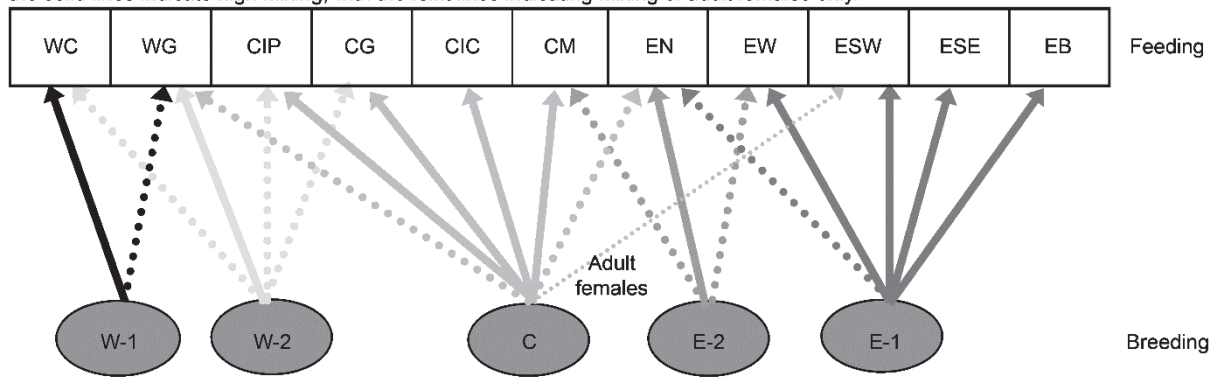 WC WG CIP CG CIC CM EN EW ESW ESE EB Feeding
Adult
females
W-1 W-2 C E-2 E-1 Breeding